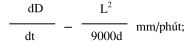 dD L²
— – — mm/phút;
dt 9000d